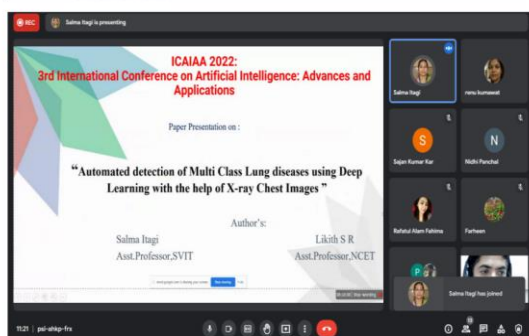 REC
Salma Itagi is presenting
ICAIAA 2022:
3rd International Conference on Artificial Intelligence: Advances and
Applications
Paper Presentation on :
“Automated detection of Multi Class Lung diseases using Deep
Learning with the help of X-ray Chest Images ”
Author's:
Salma Itagi
Likith S R
Asst.Professor,SVIT
Asst.Professor,NCET
Salma Itagi
renu kumawat
S
Sajan Kumar Kar
N
Nidhi Panchal
Rafatul Alam Fahima
Farheen
P
Salma Itagi has joined
11:21 | psi-ahkp-frx